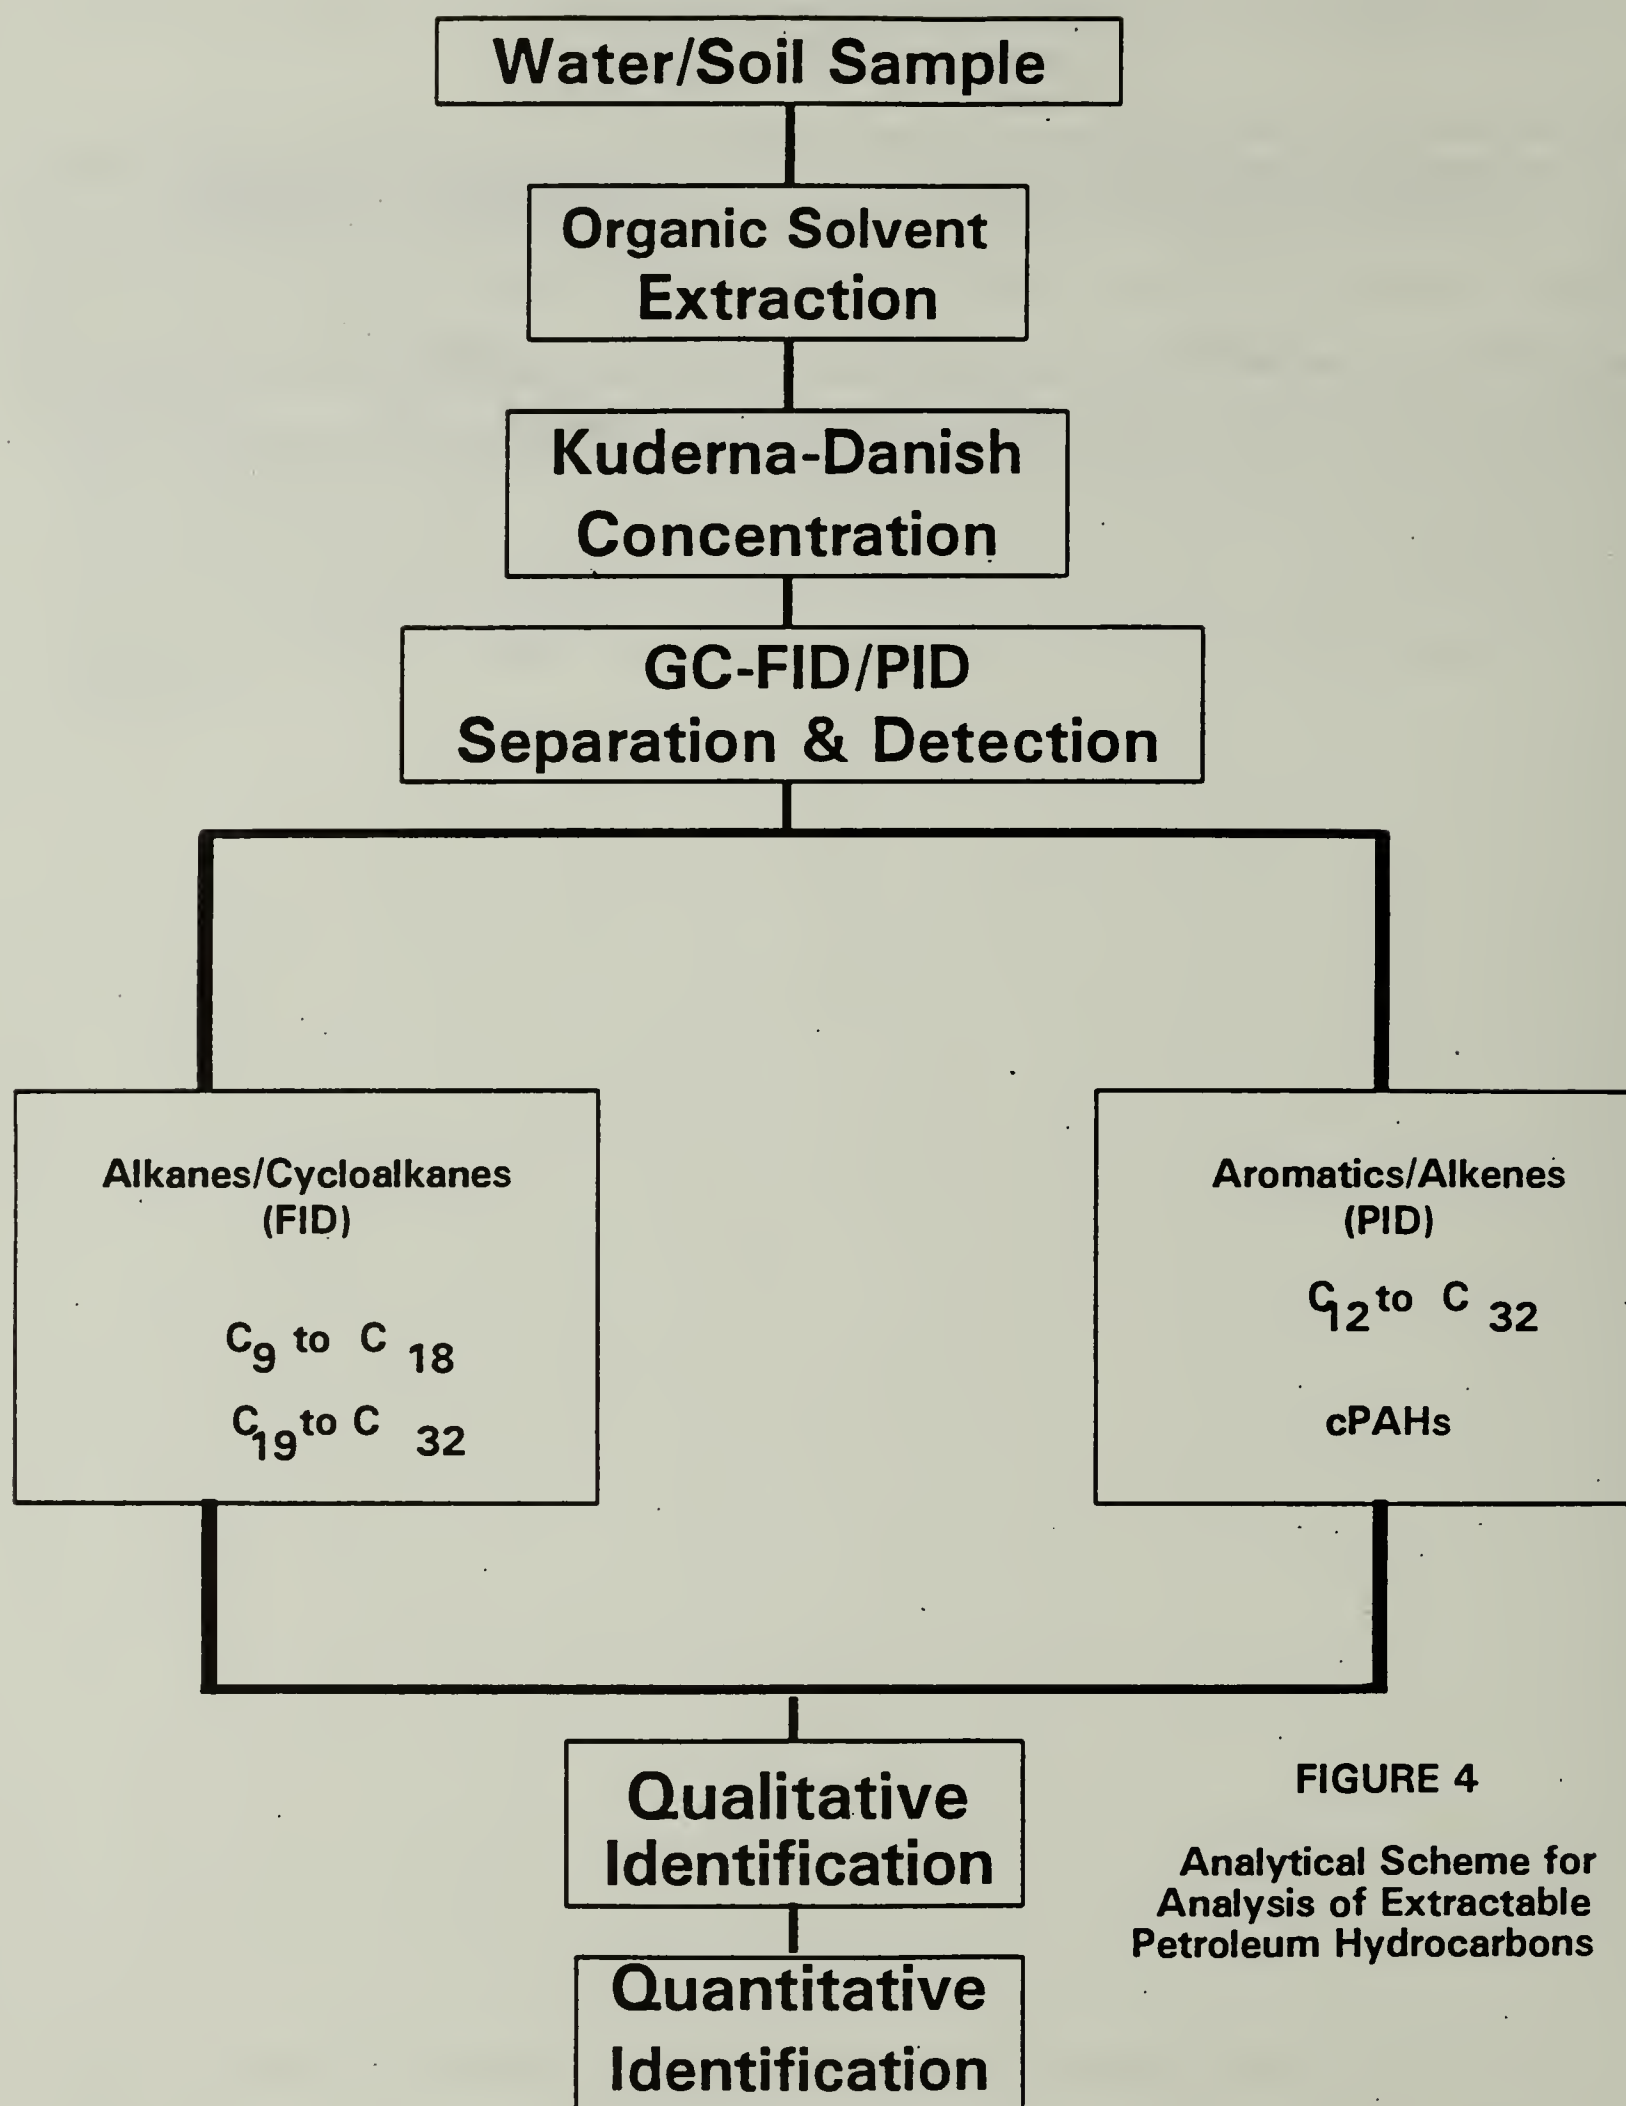 Water/Soil Sample
Organic Solvent
Extraction
Kuderna-Danish
Concentration
GC-FID/PID
Separation & Detection
Alkanes/Cycloalkanes
(FID)
C9 to C 18
C19 to C 32
Aromatics/Alkenes
(PID)
C12 to C 32
cPAHs
Qualitative
Identification
Quantitative
Identification
FIGURE 4
Analytical Scheme for
Analysis of Extractable
Petroleum Hydrocarbons